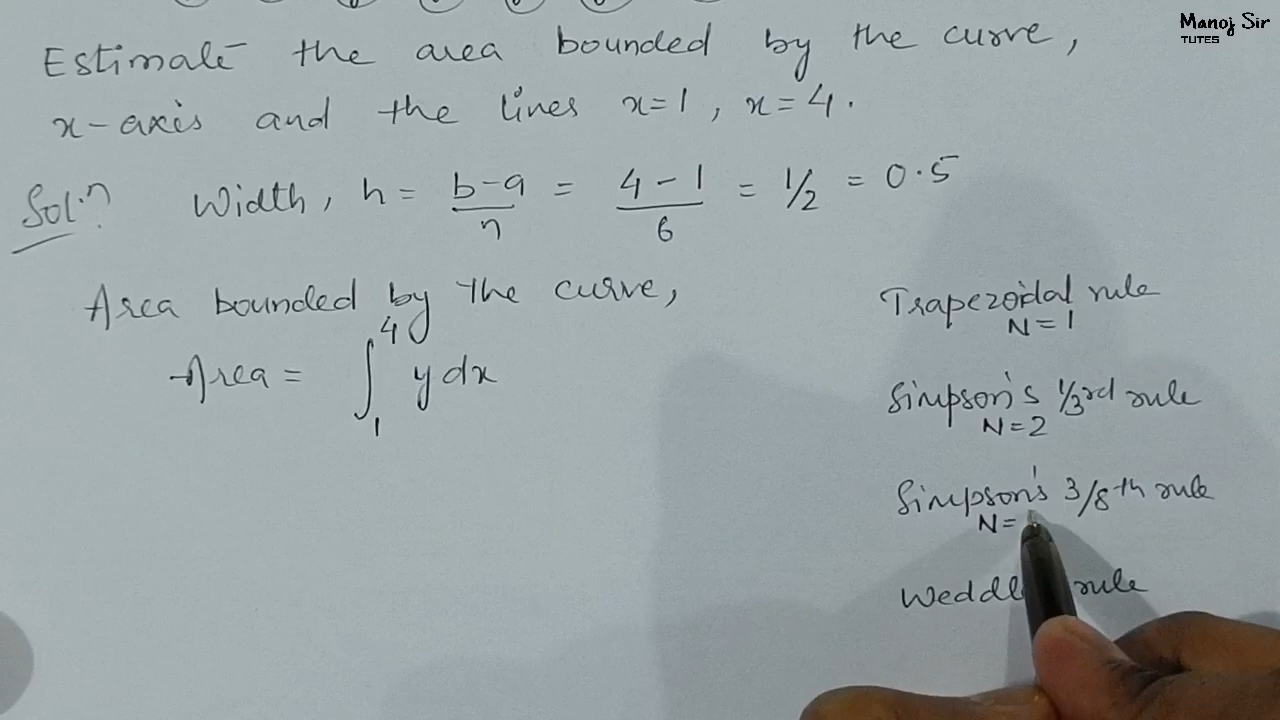 Manoj Sir
TUTES
Estimate the area bounded by the curve,
x-axis and the lines x=1, x=4.
Sol.n Width, h = b-a/n = 4-1/6 = 1/2 = 0.5
Area bounded by the curve,
Area = ∫₁⁴ y dx
Trapezoidal rule
N=1
Simpson's 1/3rd rule
N=2
Simpson's 3/8th rule
N=
rule